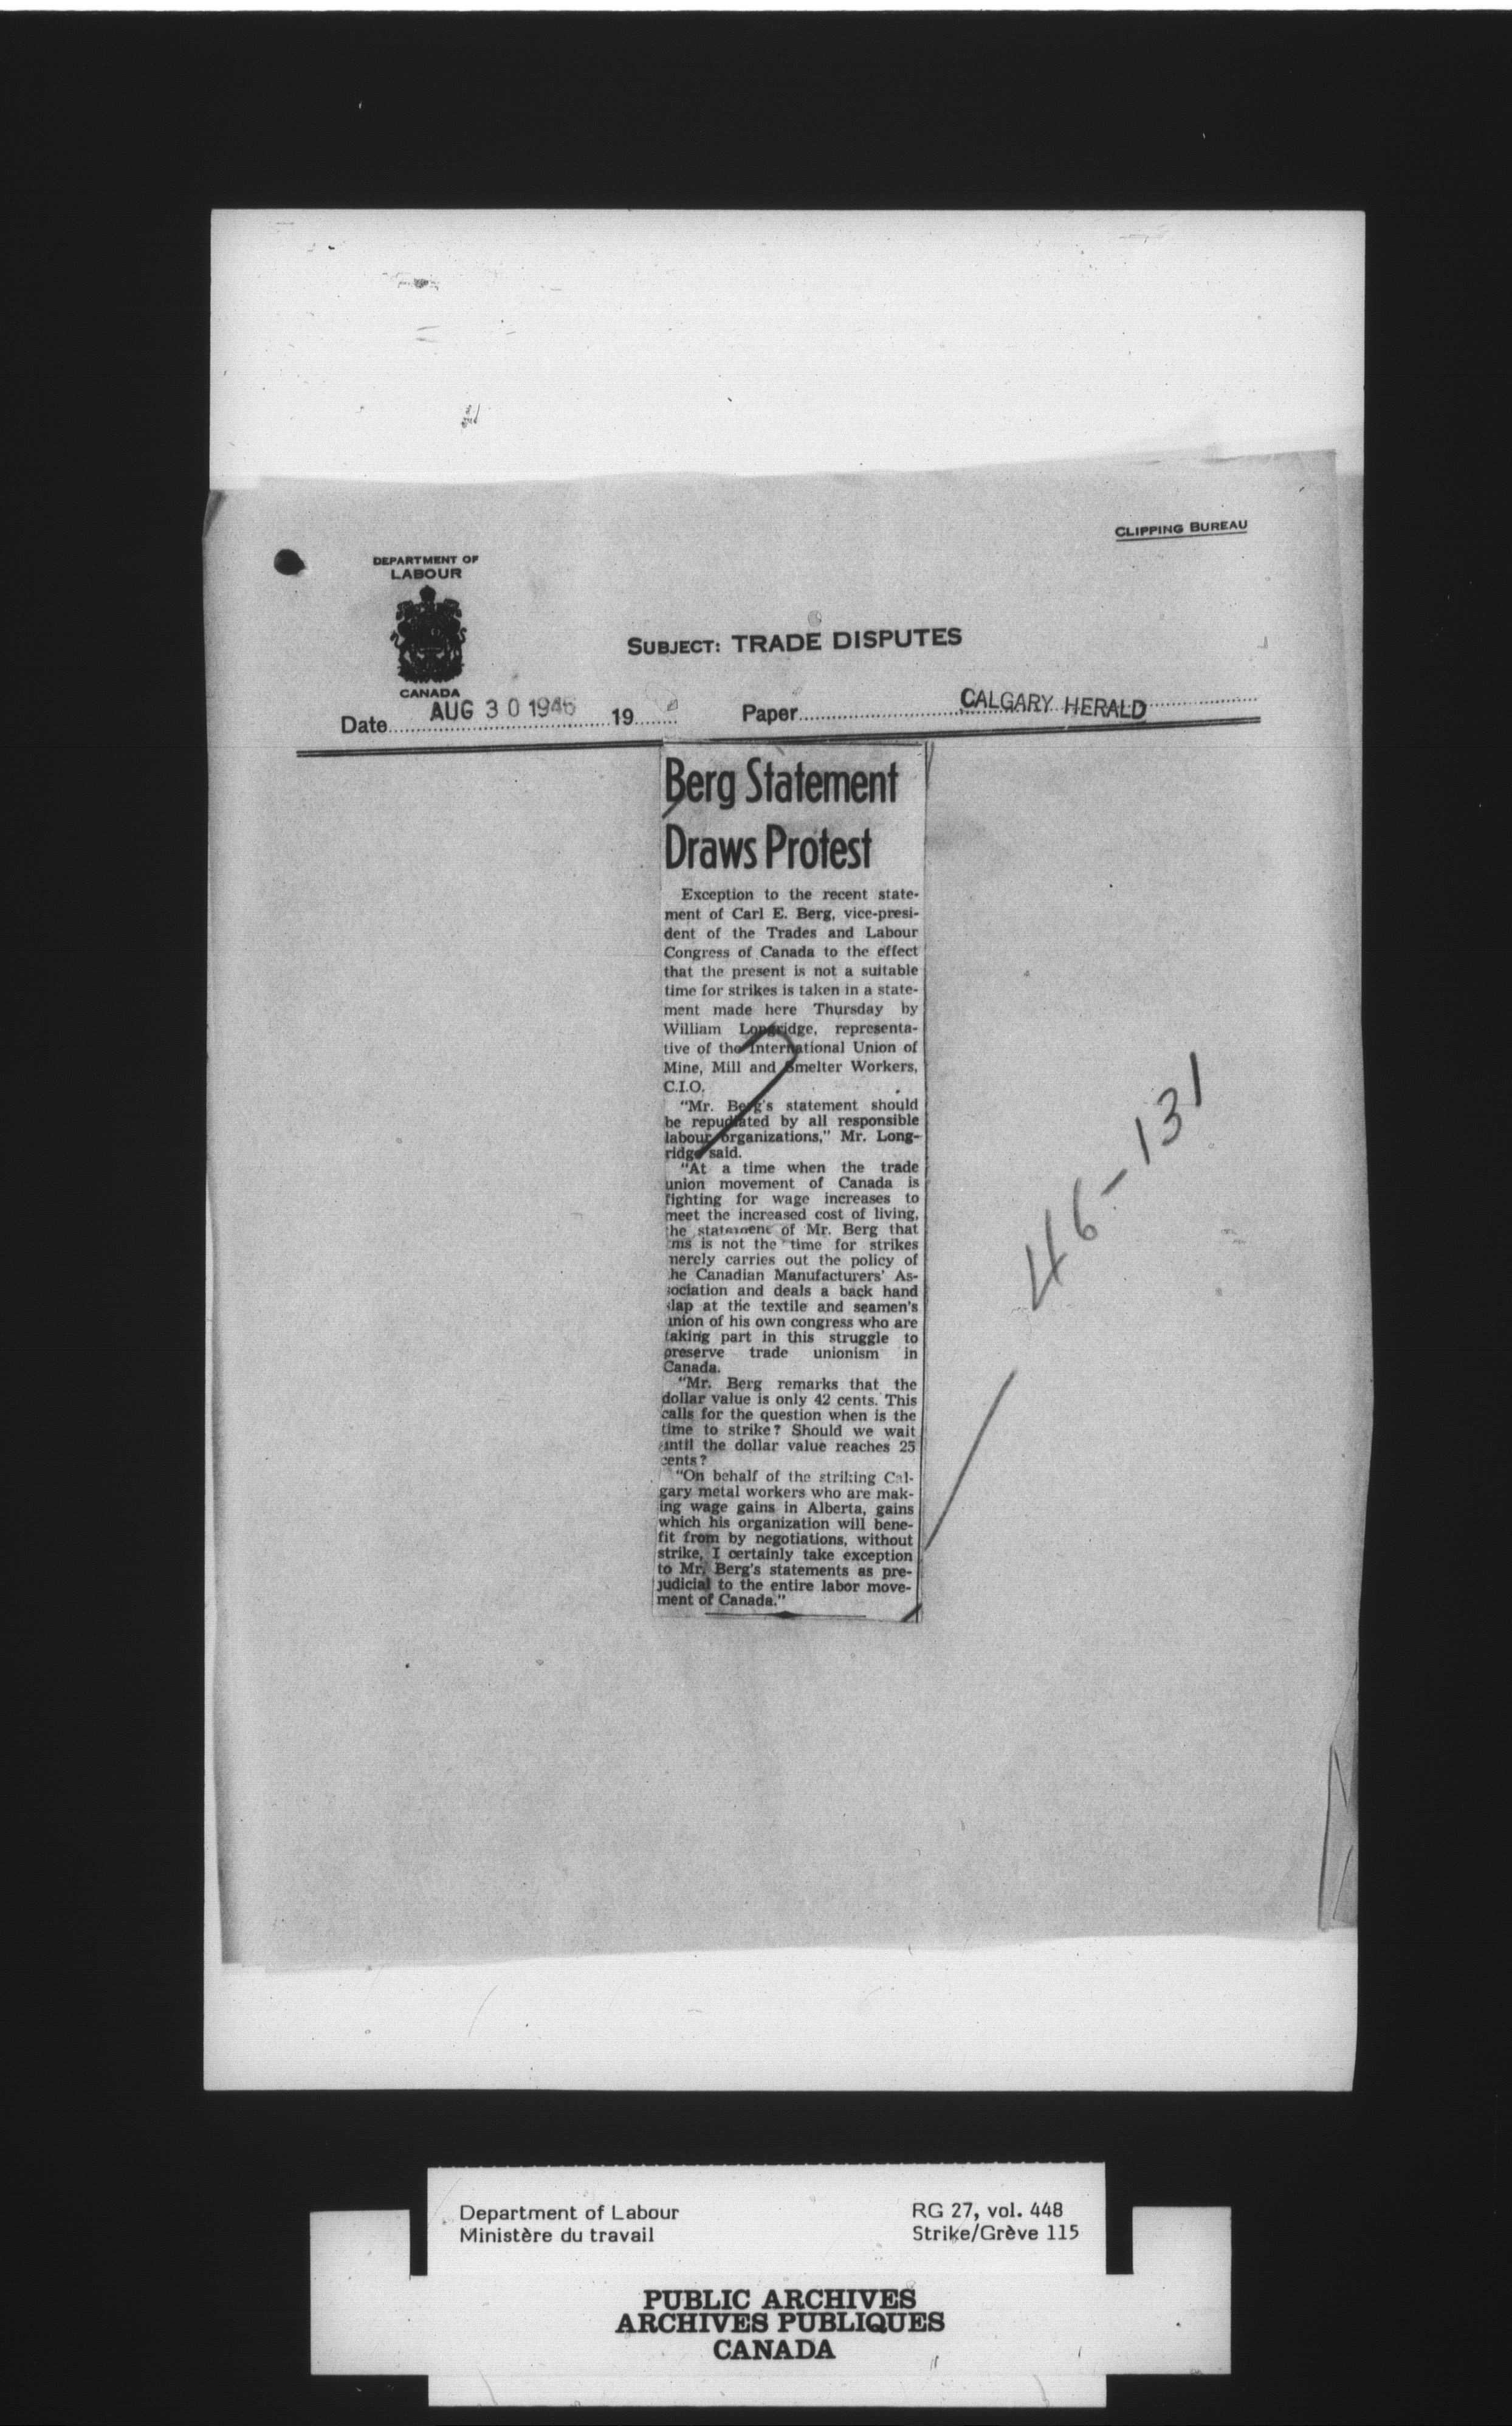 CLIPPING BUREAU
DEPARTMENT OF
LABOUR
CANADA
SUBJECT: TRADE DISPUTES
Date AUG 30 1946 19 Paper CALGARY HERALD
Berg Statement
Draws Protest
Exception to the recent state-
ment of Carl E. Berg, vice-presi-
dent of the Trades and Labour
Congress of Canada to the effect
that the present is not a suitable
time for strikes is taken in a state-
ment made here Thursday by
William Longridge, representa-
tive of the International Union of
Mine, Mill and Smelter Workers,
C.I.O.
"Mr. Berg's statement should
be repudiated by all responsible
labour organizations," Mr. Long-
ridge said.
"At a time when the trade
union movement of Canada is
fighting for wage increases to
meet the increased cost of living,
he statement of Mr. Berg that
is not the time for strikes
nerely carries out the policy of
he Canadian Manufacturers' As-
sociation and deals a back hand
slap at the textile and seamen's
union of his own congress who are
taking part in this struggle to
preserve trade unionism in
Canada.
"Mr. Berg remarks that the
dollar value is only 42 cents. This
calls for the question when is the
time to strike? Should we wait
until the dollar value reaches 25
cents?
"On behalf of the striking Cal-
gary metal workers who are mak-
ing wage gains in Alberta, gains
which his organization will bene-
fit from by negotiations, without
strike, I certainly take exception
to Mr. Berg's statements as pre-
judicial to the entire labor move-
ment of Canada."
46-131
Department of Labour
Ministère du travail
RG 27, vol. 448
Strike/Grève 115
PUBLIC ARCHIVES
ARCHIVES PUBLIQUES
CANADA